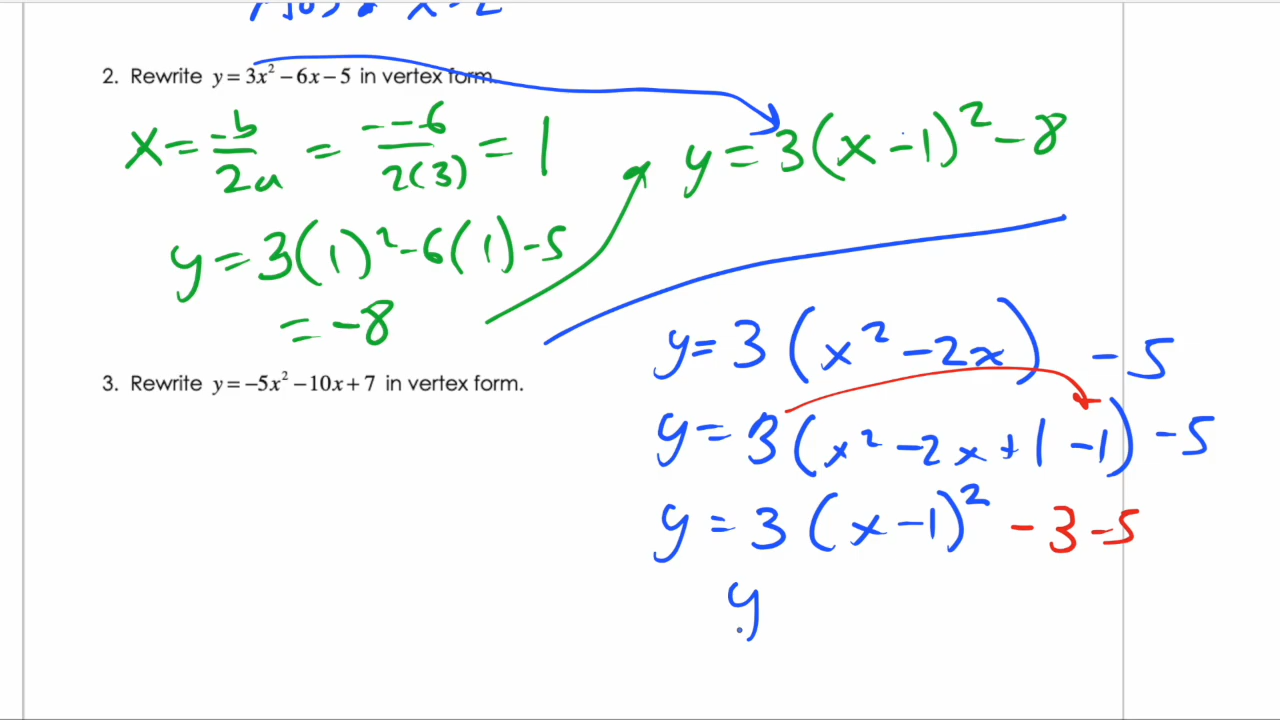 2. Rewrite y = 3x² − 6x − 5 in vertex form.
x = -b/2a = --6/2(3) = 1
y = 3(x - 1)² - 8
y = 3(1)² - 6(1) - 5
= -8
y = 3(x² - 2x) - 5
3. Rewrite y = −5x² − 10x + 7 in vertex form.
y = 3(x² - 2x + 1 - 1) - 5
y = 3(x - 1)² - 3 - 5
y